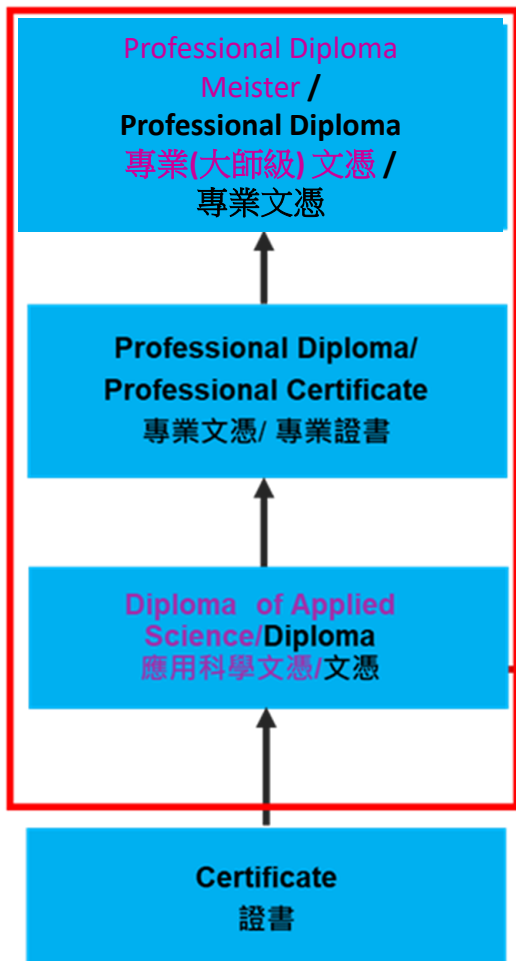 Professional Diploma
Meister /
Professional Diploma
專業(大師級) 文憑 /
專業文憑
Professional Diploma/
Professional Certificate
專業文憑/ 專業證書
Diploma of Applied
Science/Diploma
應用科學文憑/文憑
Certificate
證書